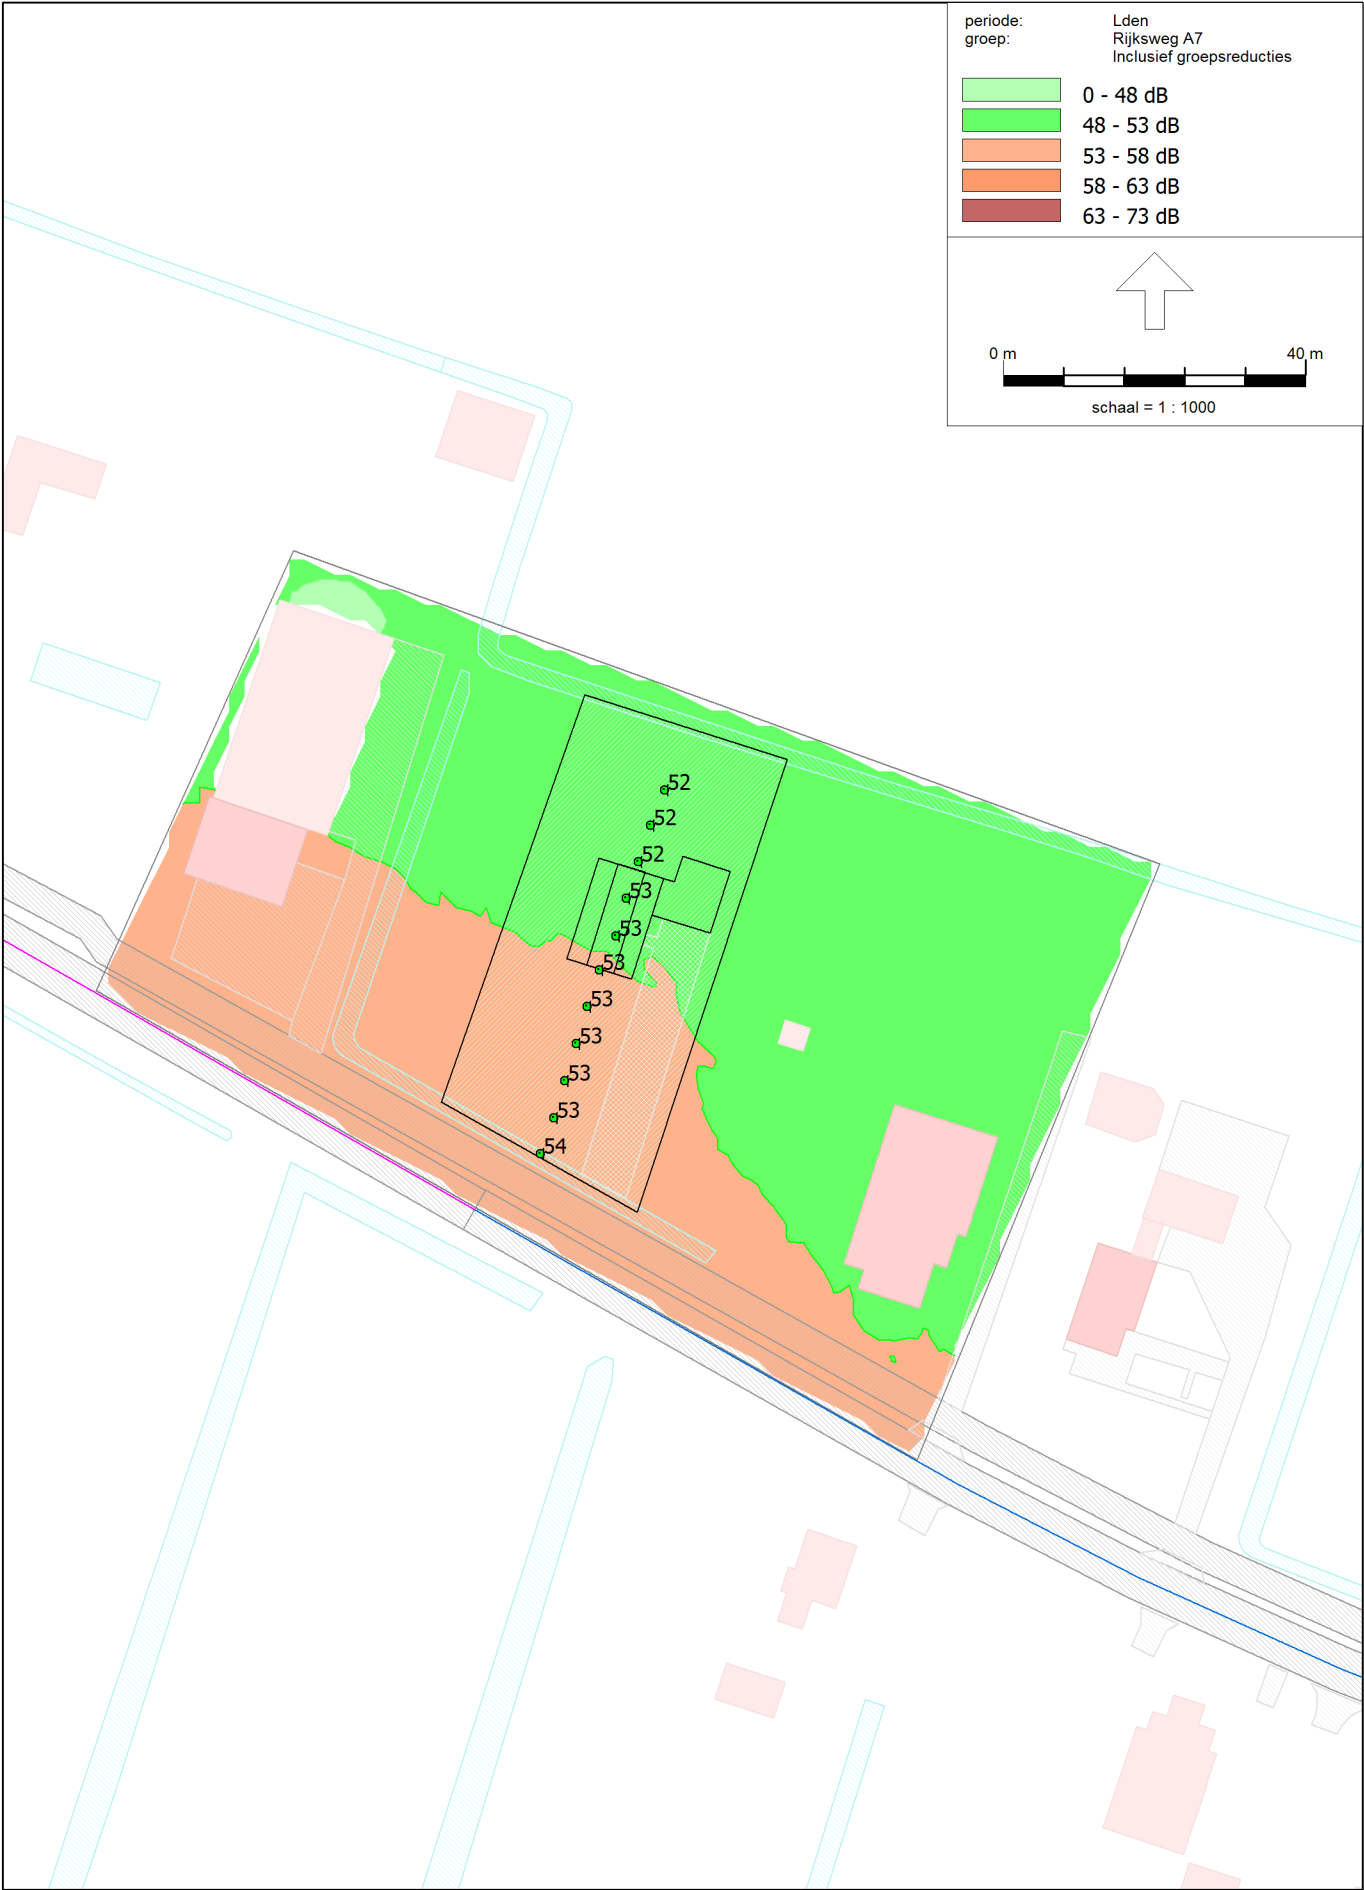 periode: Lden
groep: Rijksweg A7
Inclusief groepsreducties
0 - 48 dB
48 - 53 dB
53 - 58 dB
58 - 63 dB
63 - 73 dB
0 m 40 m
schaal = 1 : 1000
52
52
52
53
53
53
53
53
53
53
54